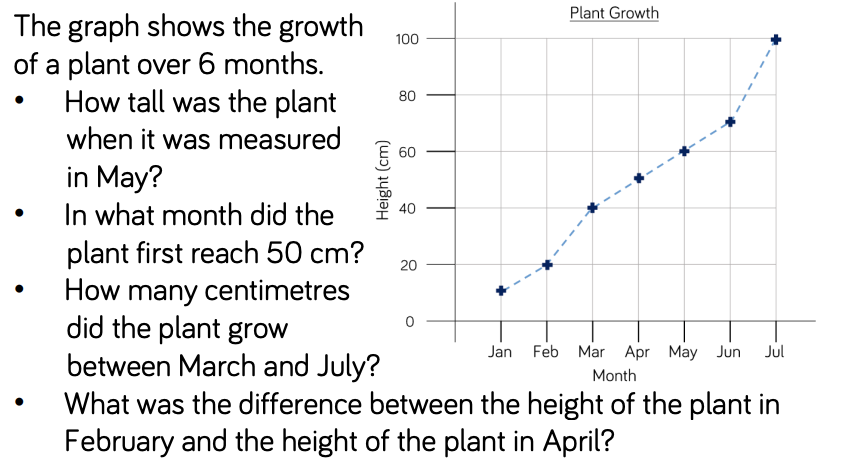 The graph shows the growth
of a plant over 6 months.
• How tall was the plant
when it was measured
in May?
• In what month did the
plant first reach 50 cm?
• How many centimetres
did the plant grow
between March and July?
• What was the difference between the height of the plant in
February and the height of the plant in April?
Plant Growth
Height (cm)
100
80
60
40
20
0
Jan Feb Mar Apr May Jun Jul
Month